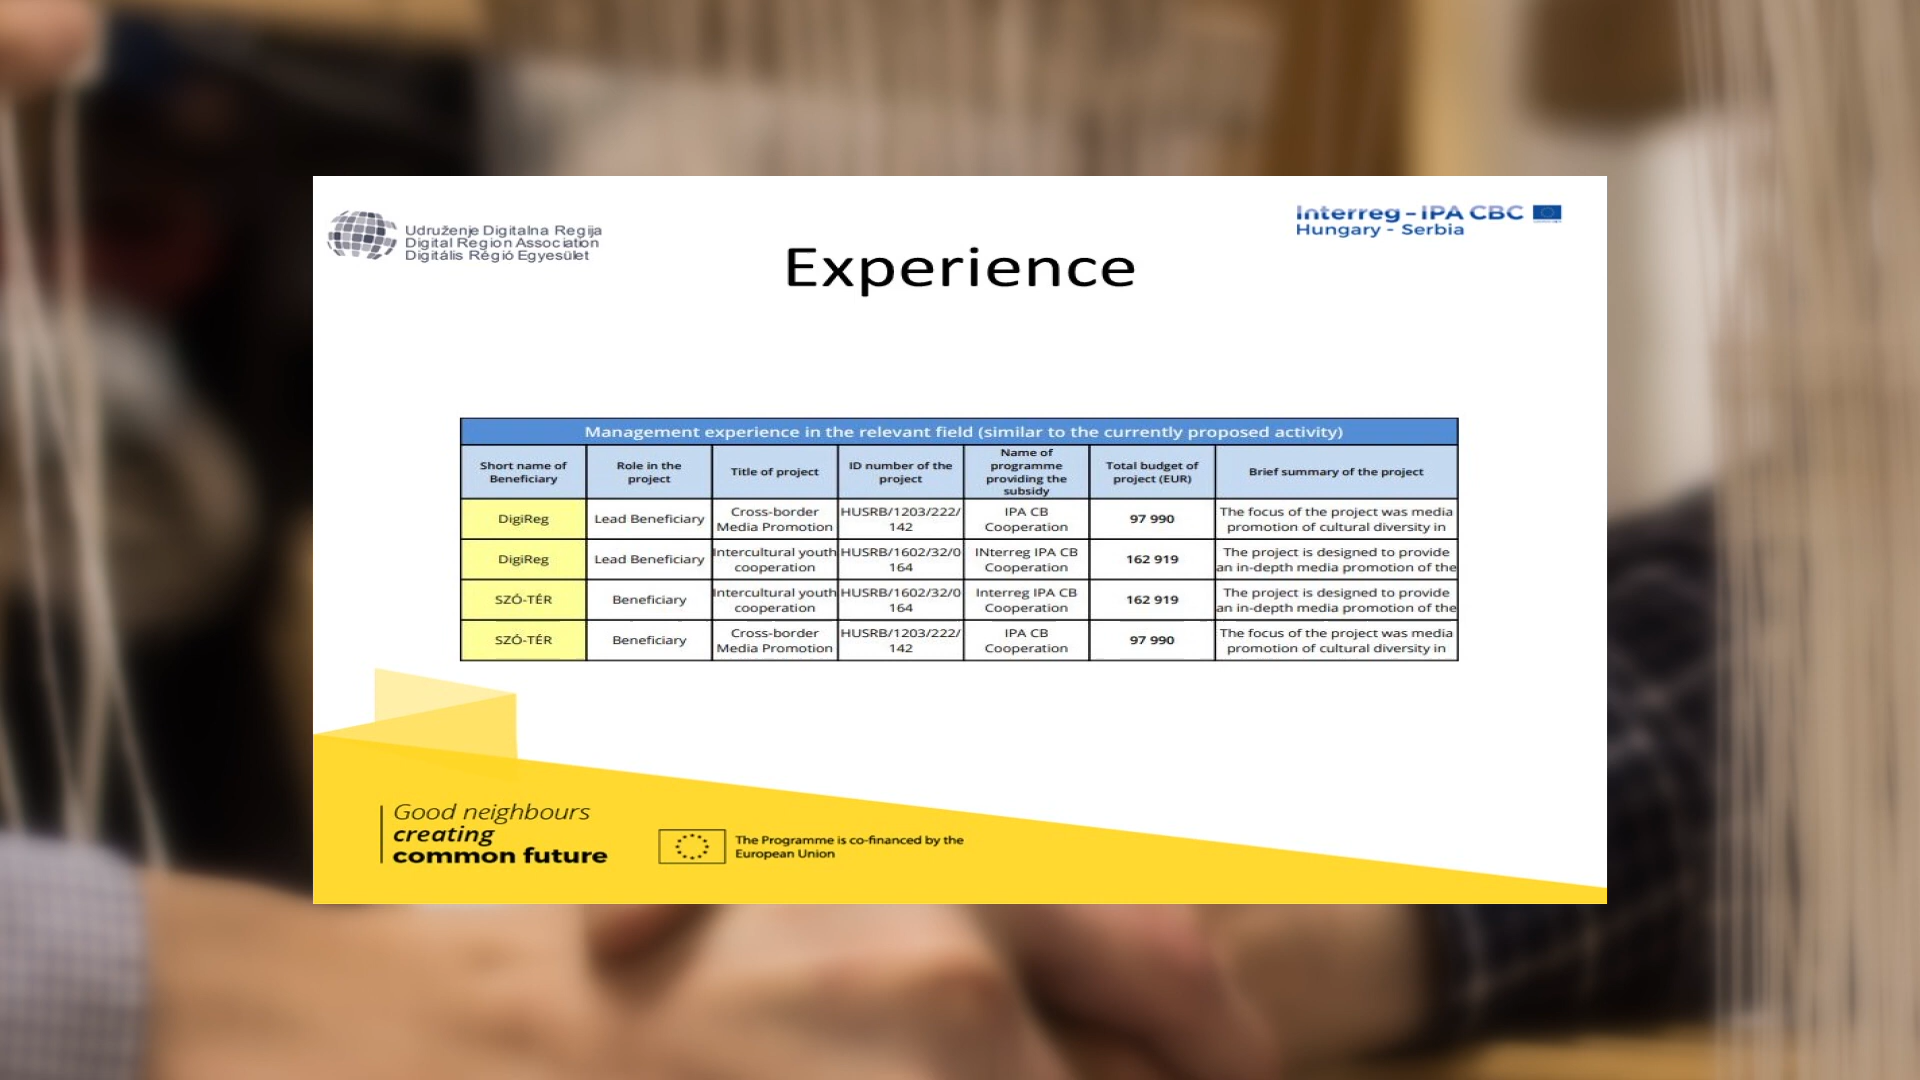 Udruženje Digitalna Regija
Digital Region Association
Digitális Régió Egyesület
Interreg - IPA CBC
Hungary - Serbia
Experience
Management experience in the relevant field (similar to the currently proposed activity)
Short name of Beneficiary | Role in the project | Title of project | ID number of the project | Name of programme providing the subsidy | Total budget of project (EUR) | Brief summary of the project
DigiReg | Lead Beneficiary | Cross-border Media Promotion | HUSRB/1203/222/142 | IPA CB Cooperation | 97 990 | The focus of the project was media promotion of cultural diversity in
DigiReg | Lead Beneficiary | Intercultural youth cooperation | HUSRB/1602/32/0164 | INterreg IPA CB Cooperation | 162 919 | The project is designed to provide an in-depth media promotion of the
SZÓ-TÉR | Beneficiary | Intercultural youth cooperation | HUSRB/1602/32/0164 | Interreg IPA CB Cooperation | 162 919 | The project is designed to provide an in-depth media promotion of the
SZÓ-TÉR | Beneficiary | Cross-border Media Promotion | HUSRB/1203/222/142 | IPA CB Cooperation | 97 990 | The focus of the project was media promotion of cultural diversity in
Good neighbours
creating
common future
The Programme is co-financed by the
European Union